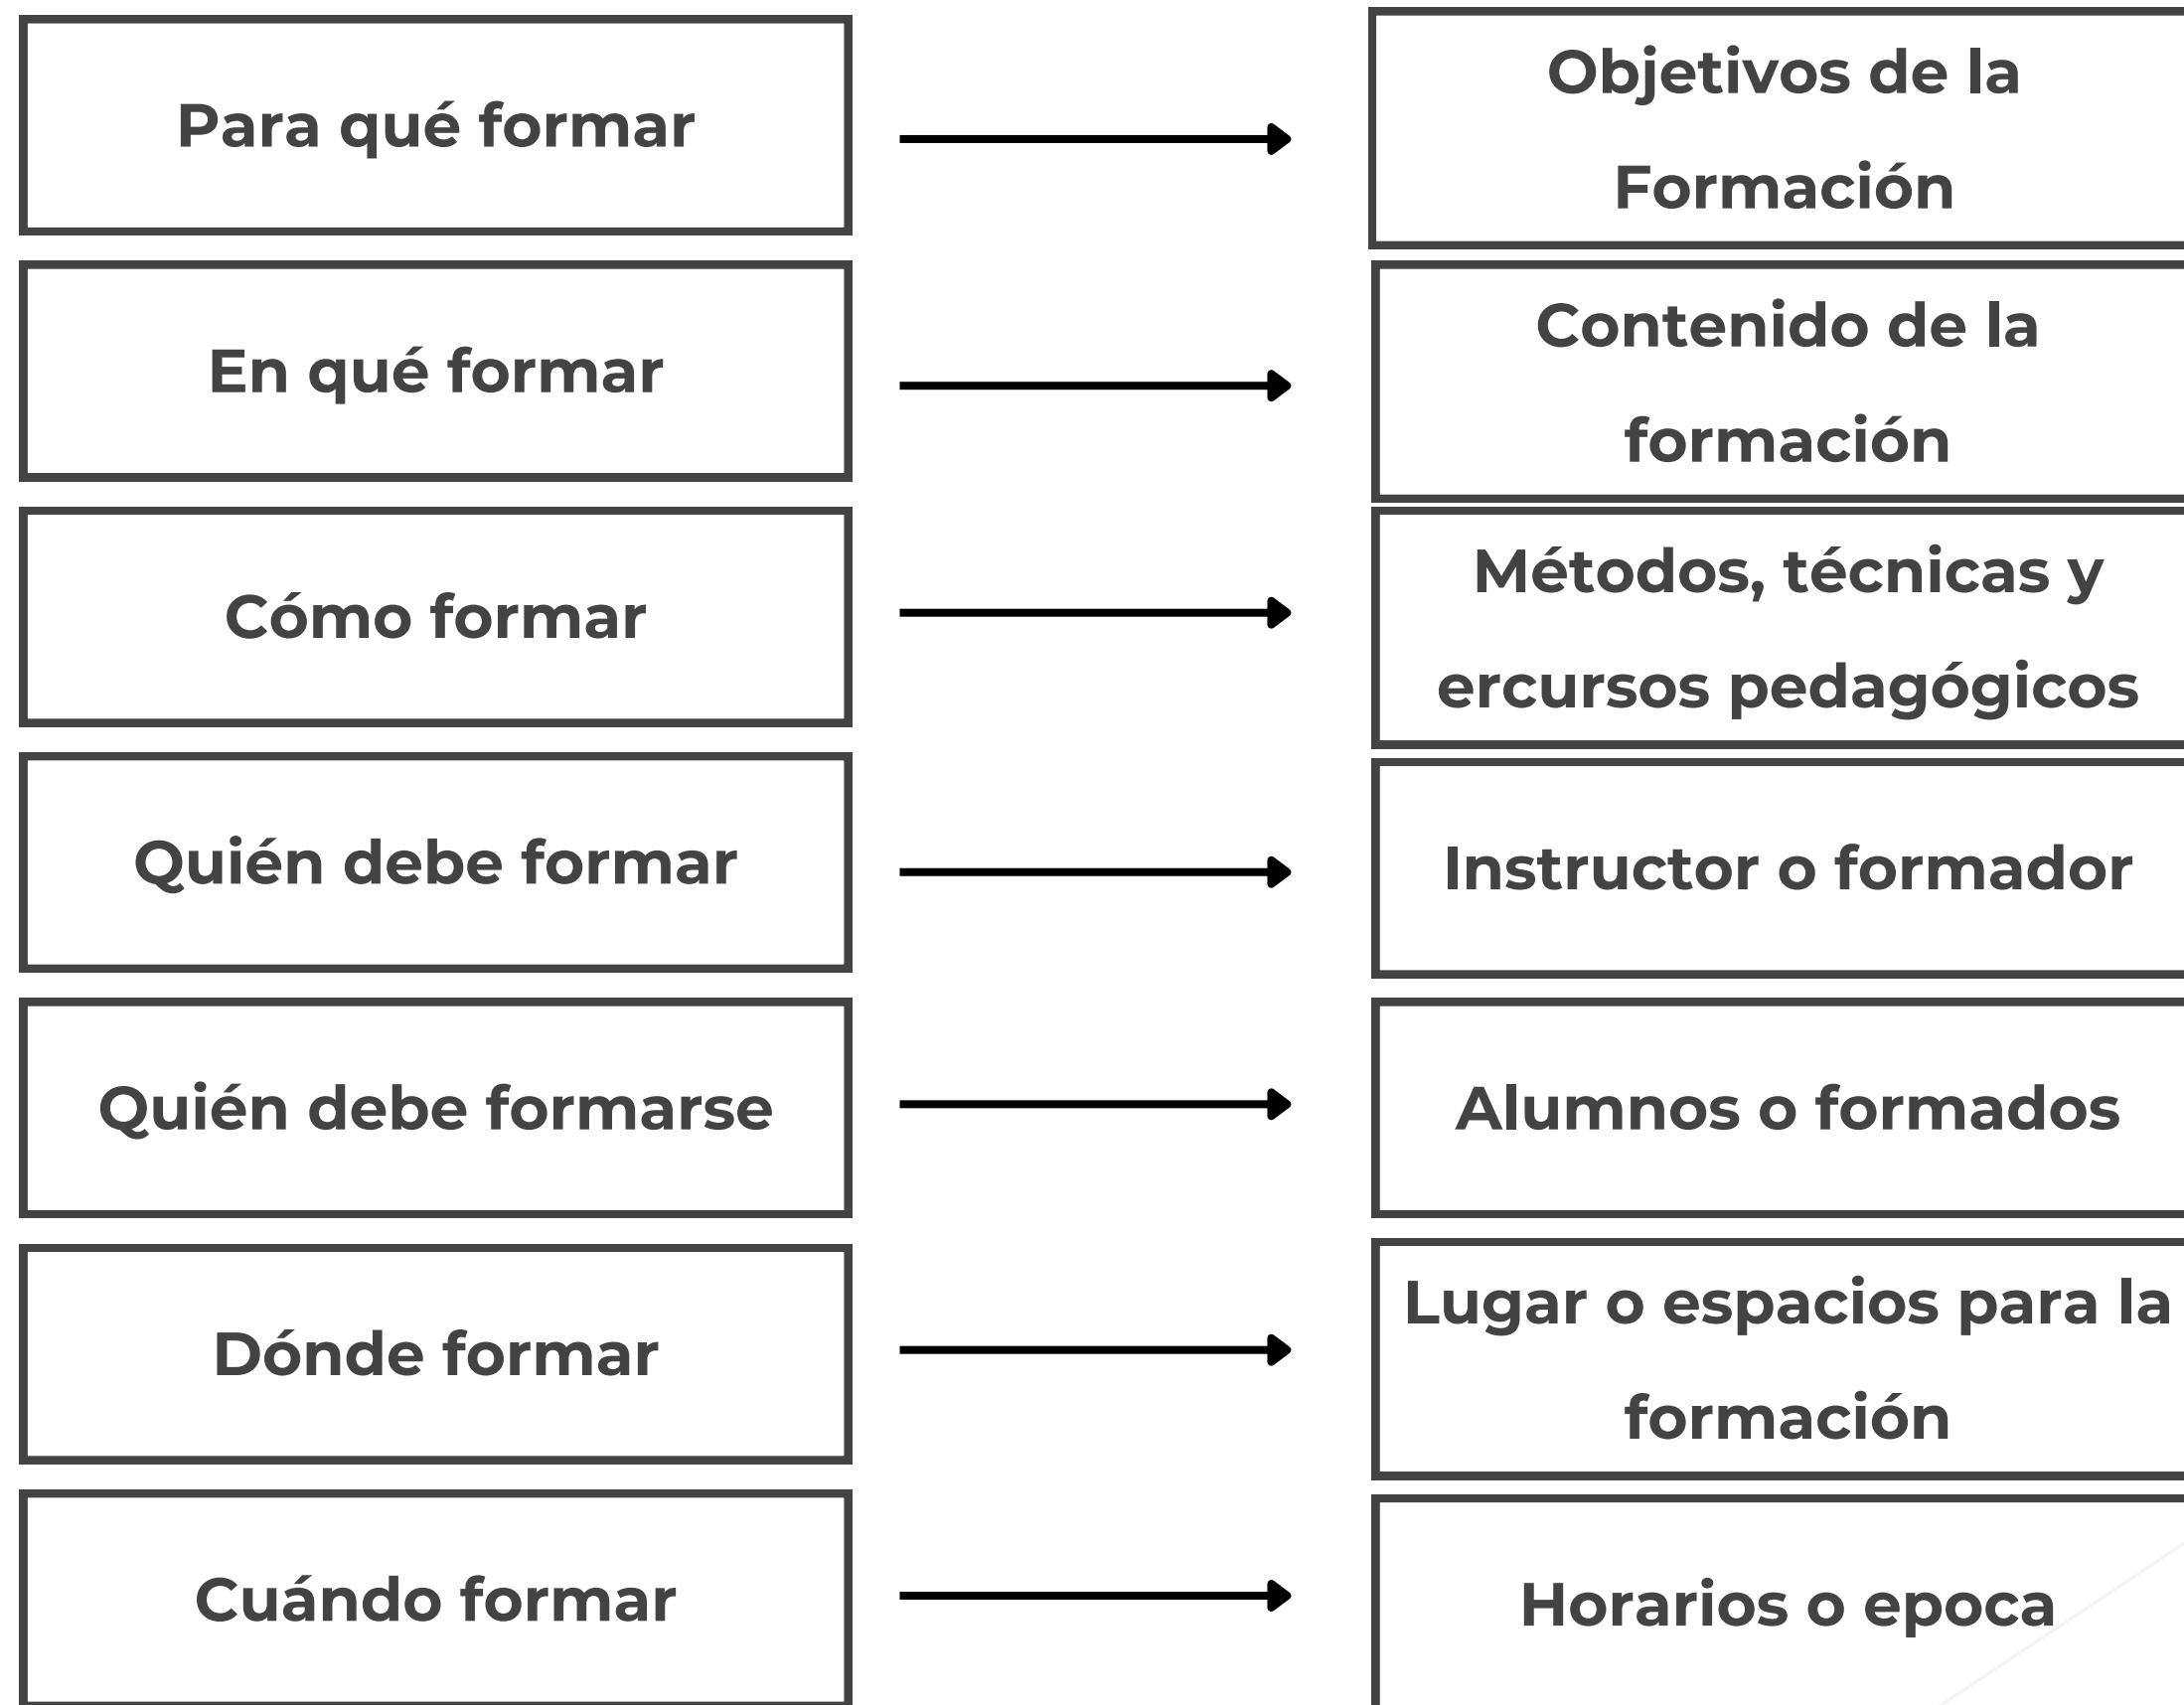 Para qué formar
Objetivos de la
Formación
En qué formar
Contenido de la
formación
Cómo formar
Métodos, técnicas y
ercursos pedagógicos
Quién debe formar
Instructor o formador
Quién debe formarse
Alumnos o formados
Dónde formar
Lugar o espacios para la
formación
Cuándo formar
Horarios o epoca